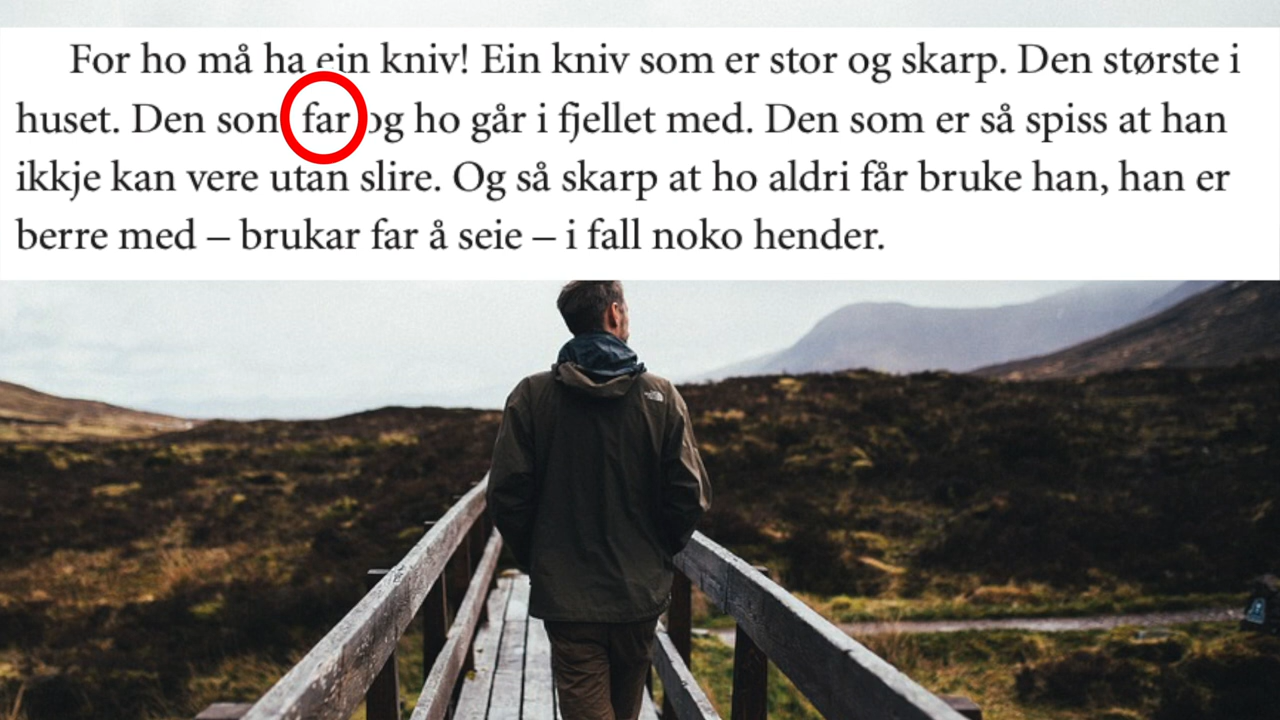 For ho må ha ein kniv! Ein kniv som er stor og skarp. Den største i
huset. Den som far og ho går i fjellet med. Den som er så spiss at han
ikkje kan vere utan slire. Og så skarp at ho aldri får bruke han, han er
berre med – brukar far å seie – i fall noko hender.